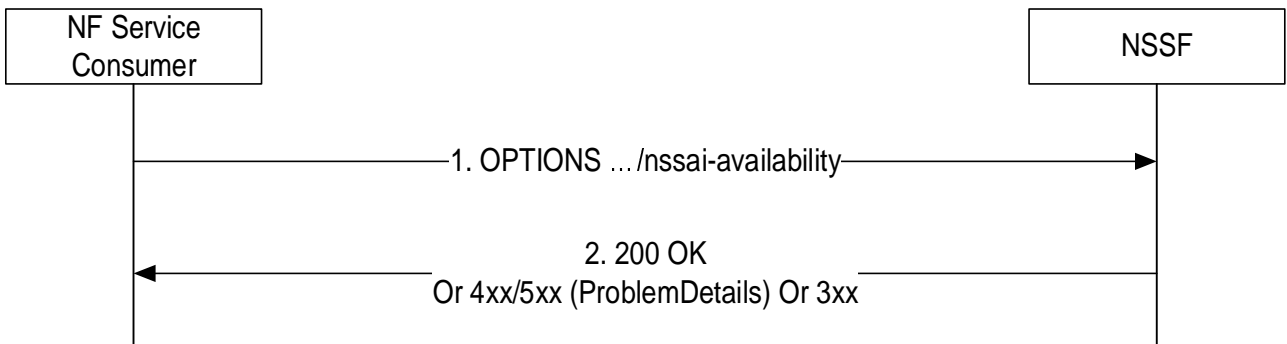 NF Service
Consumer
NSSF
1. OPTIONS …/nssai-availability
2. 200 OK
Or 4xx/5xx (ProblemDetails) Or 3xx